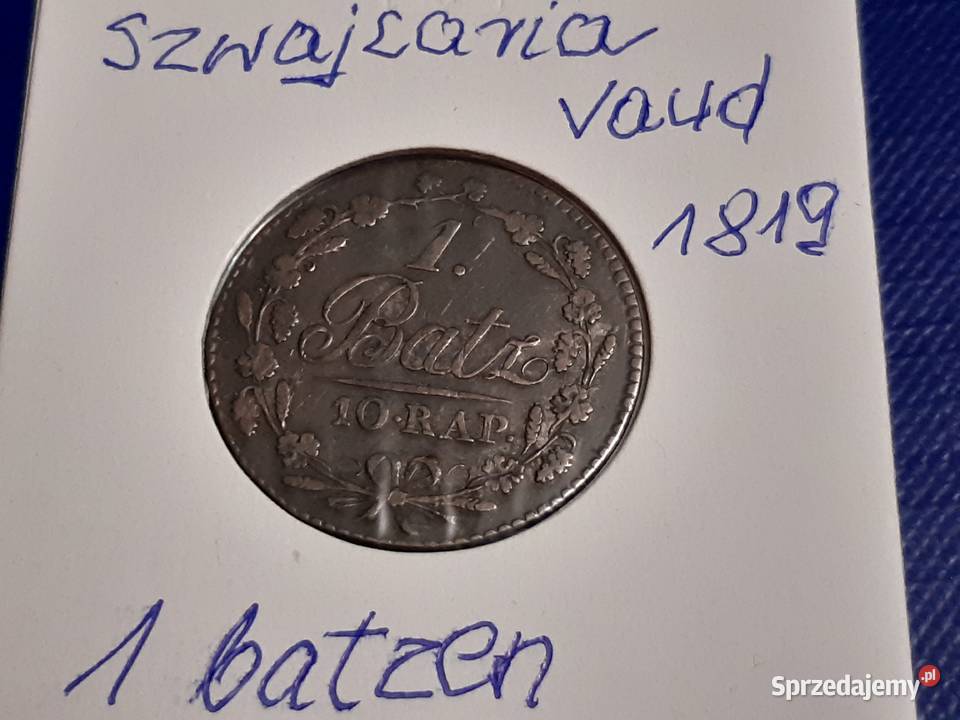 Szwajcaria
vaud
1819
1.
Batz
10·RAP.
1 batzen
Sprzedajemy.pl